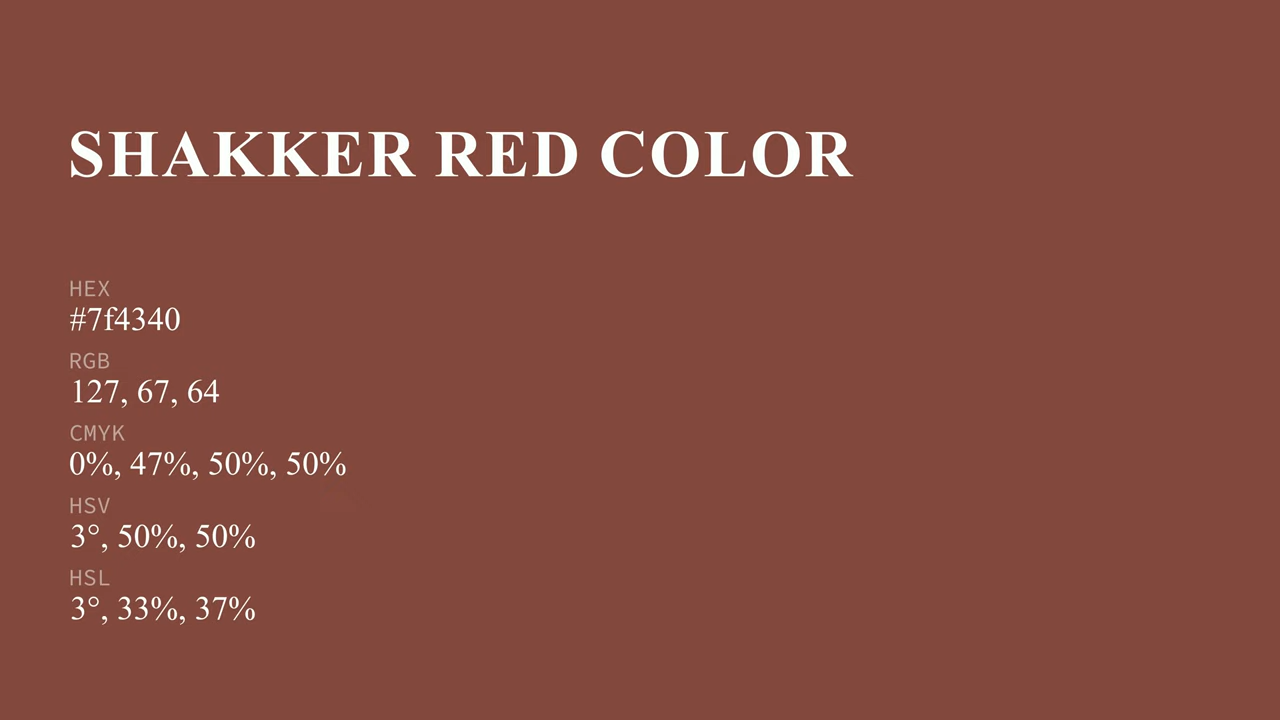 SHAKKER RED COLOR
HEX
#7f4340
RGB
127, 67, 64
CMYK
0%, 47%, 50%, 50%
HSV
3°, 50%, 50%
HSL
3°, 33%, 37%